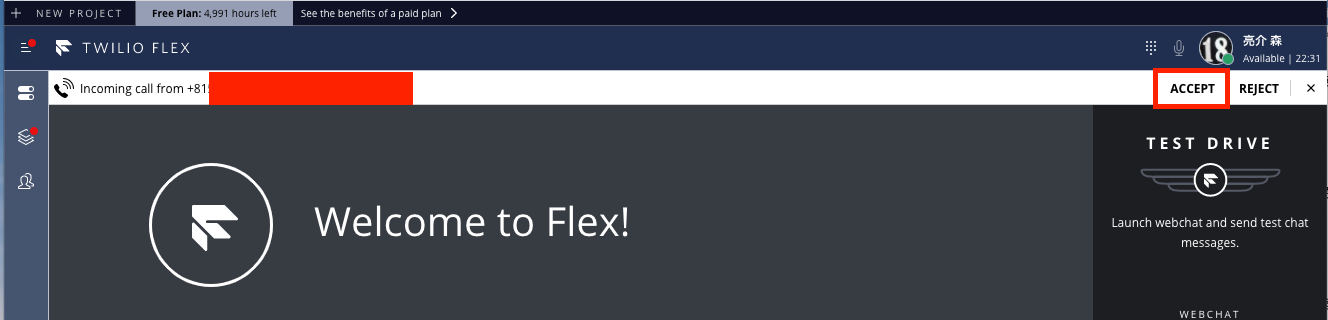 + NEW PROJECT Free Plan: 4,991 hours left See the benefits of a paid plan
TWILIO FLEX
18
亮介 森
Available | 22:31
Incoming call from +81
ACCEPT REJECT ×
TEST DRIVE
Welcome to Flex!
Launch webchat and send test chat
messages.
WEBCHAT